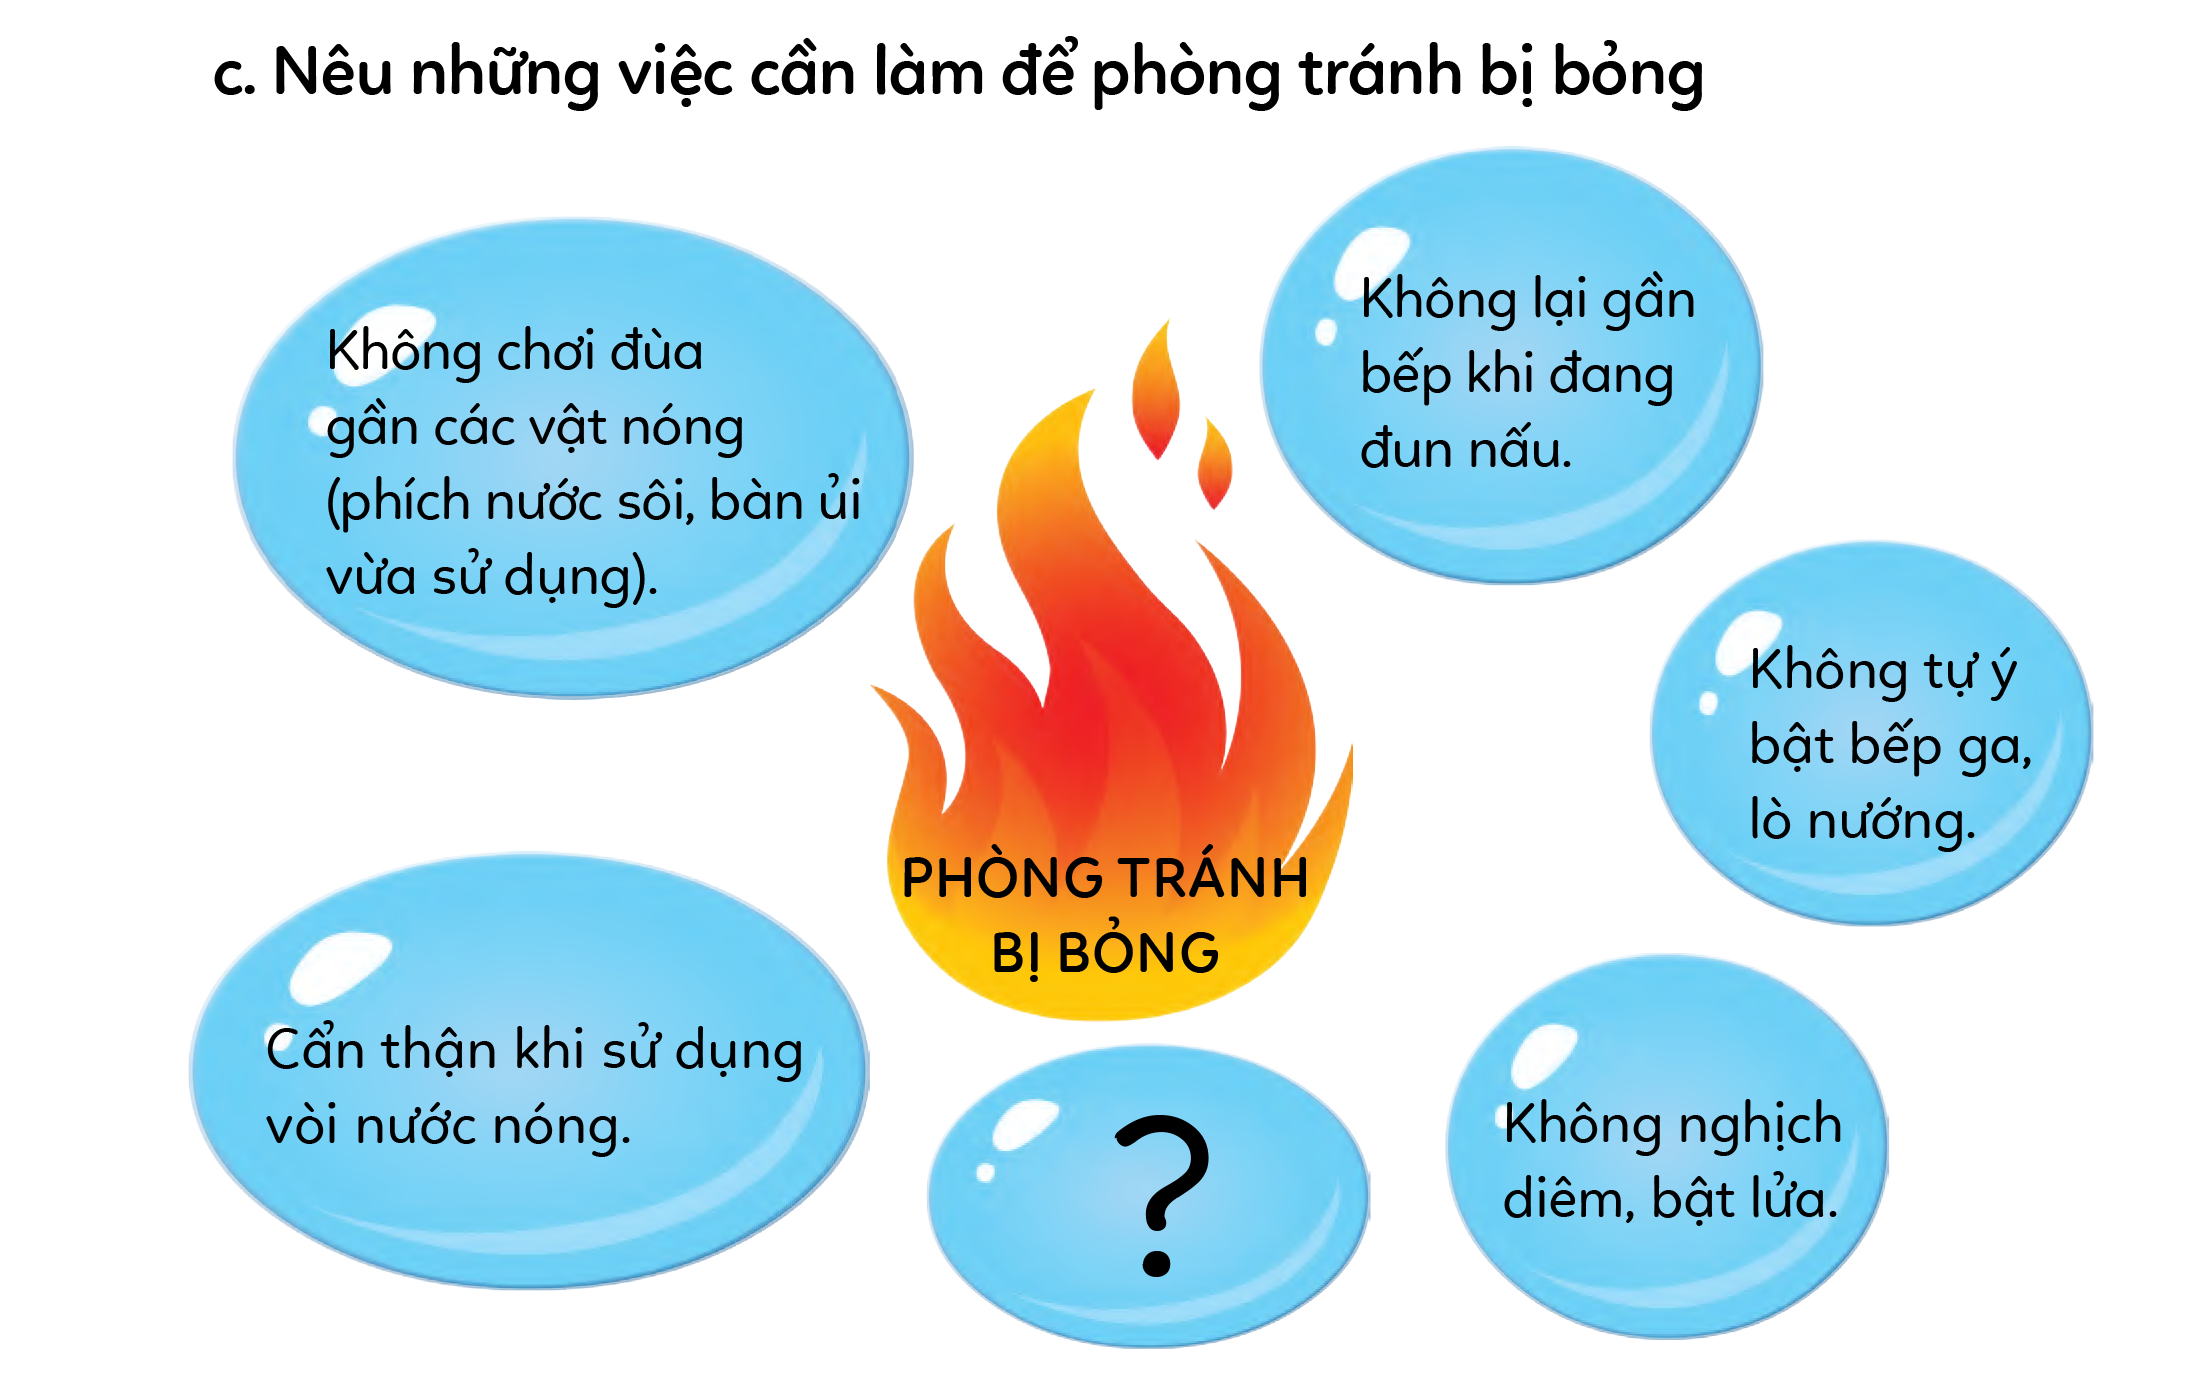 c. Nêu những việc cần làm để phòng tránh bị bỏng
Không chơi đùa
gần các vật nóng
(phích nước sôi, bàn ủi
vừa sử dụng).
Không lại gần
bếp khi đang
đun nấu.
Không tự ý
bật bếp ga,
lò nướng.
PHÒNG TRÁNH
BỊ BỎNG
Cẩn thận khi sử dụng
vòi nước nóng.
?
Không nghịch
diêm, bật lửa.